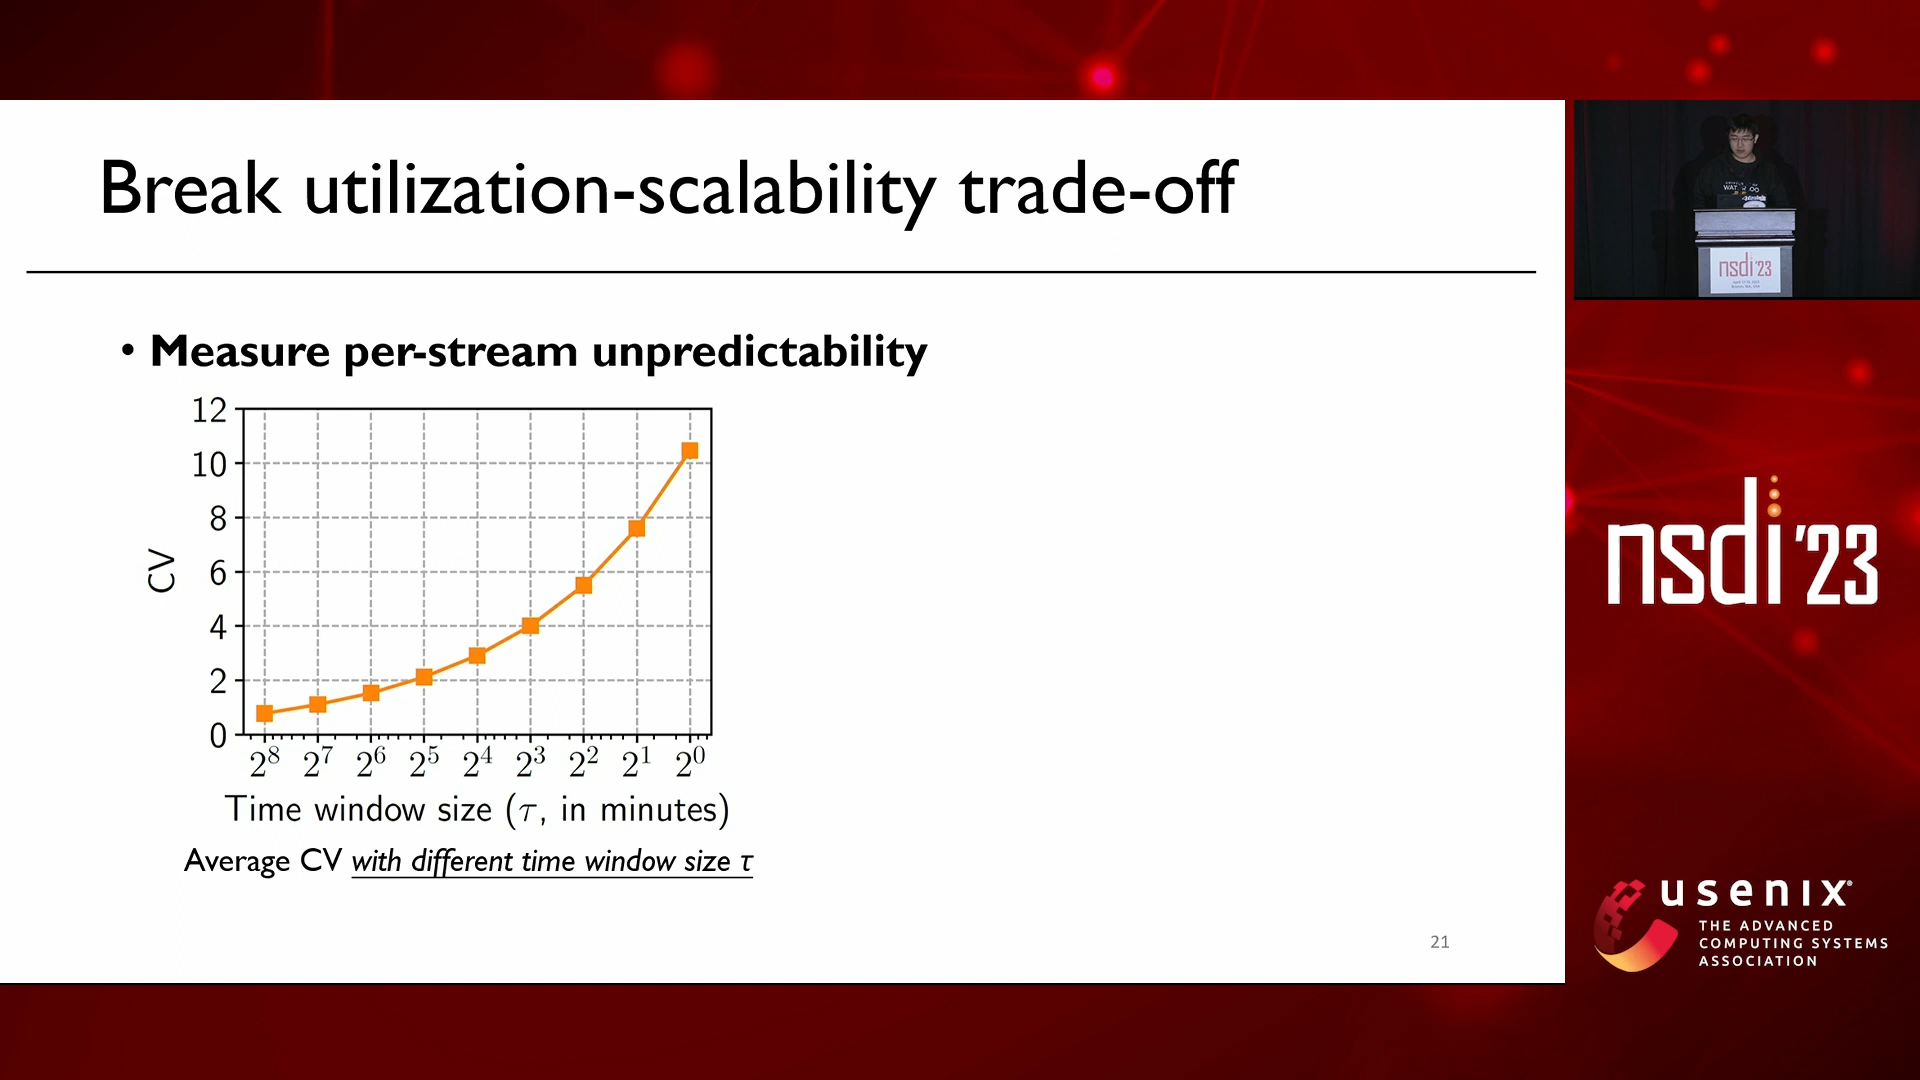 Break utilization-scalability trade-off
• Measure per-stream unpredictability
12
10
8
6
4
2
0
CV
2⁸ 2⁷ 2⁶ 2⁵ 2⁴ 2³ 2² 2¹ 2⁰
Time window size (τ, in minutes)
Average CV with different time window size τ
21
nsdi '23
nsdi '23
usenix®
THE ADVANCED
COMPUTING SYSTEMS
ASSOCIATION